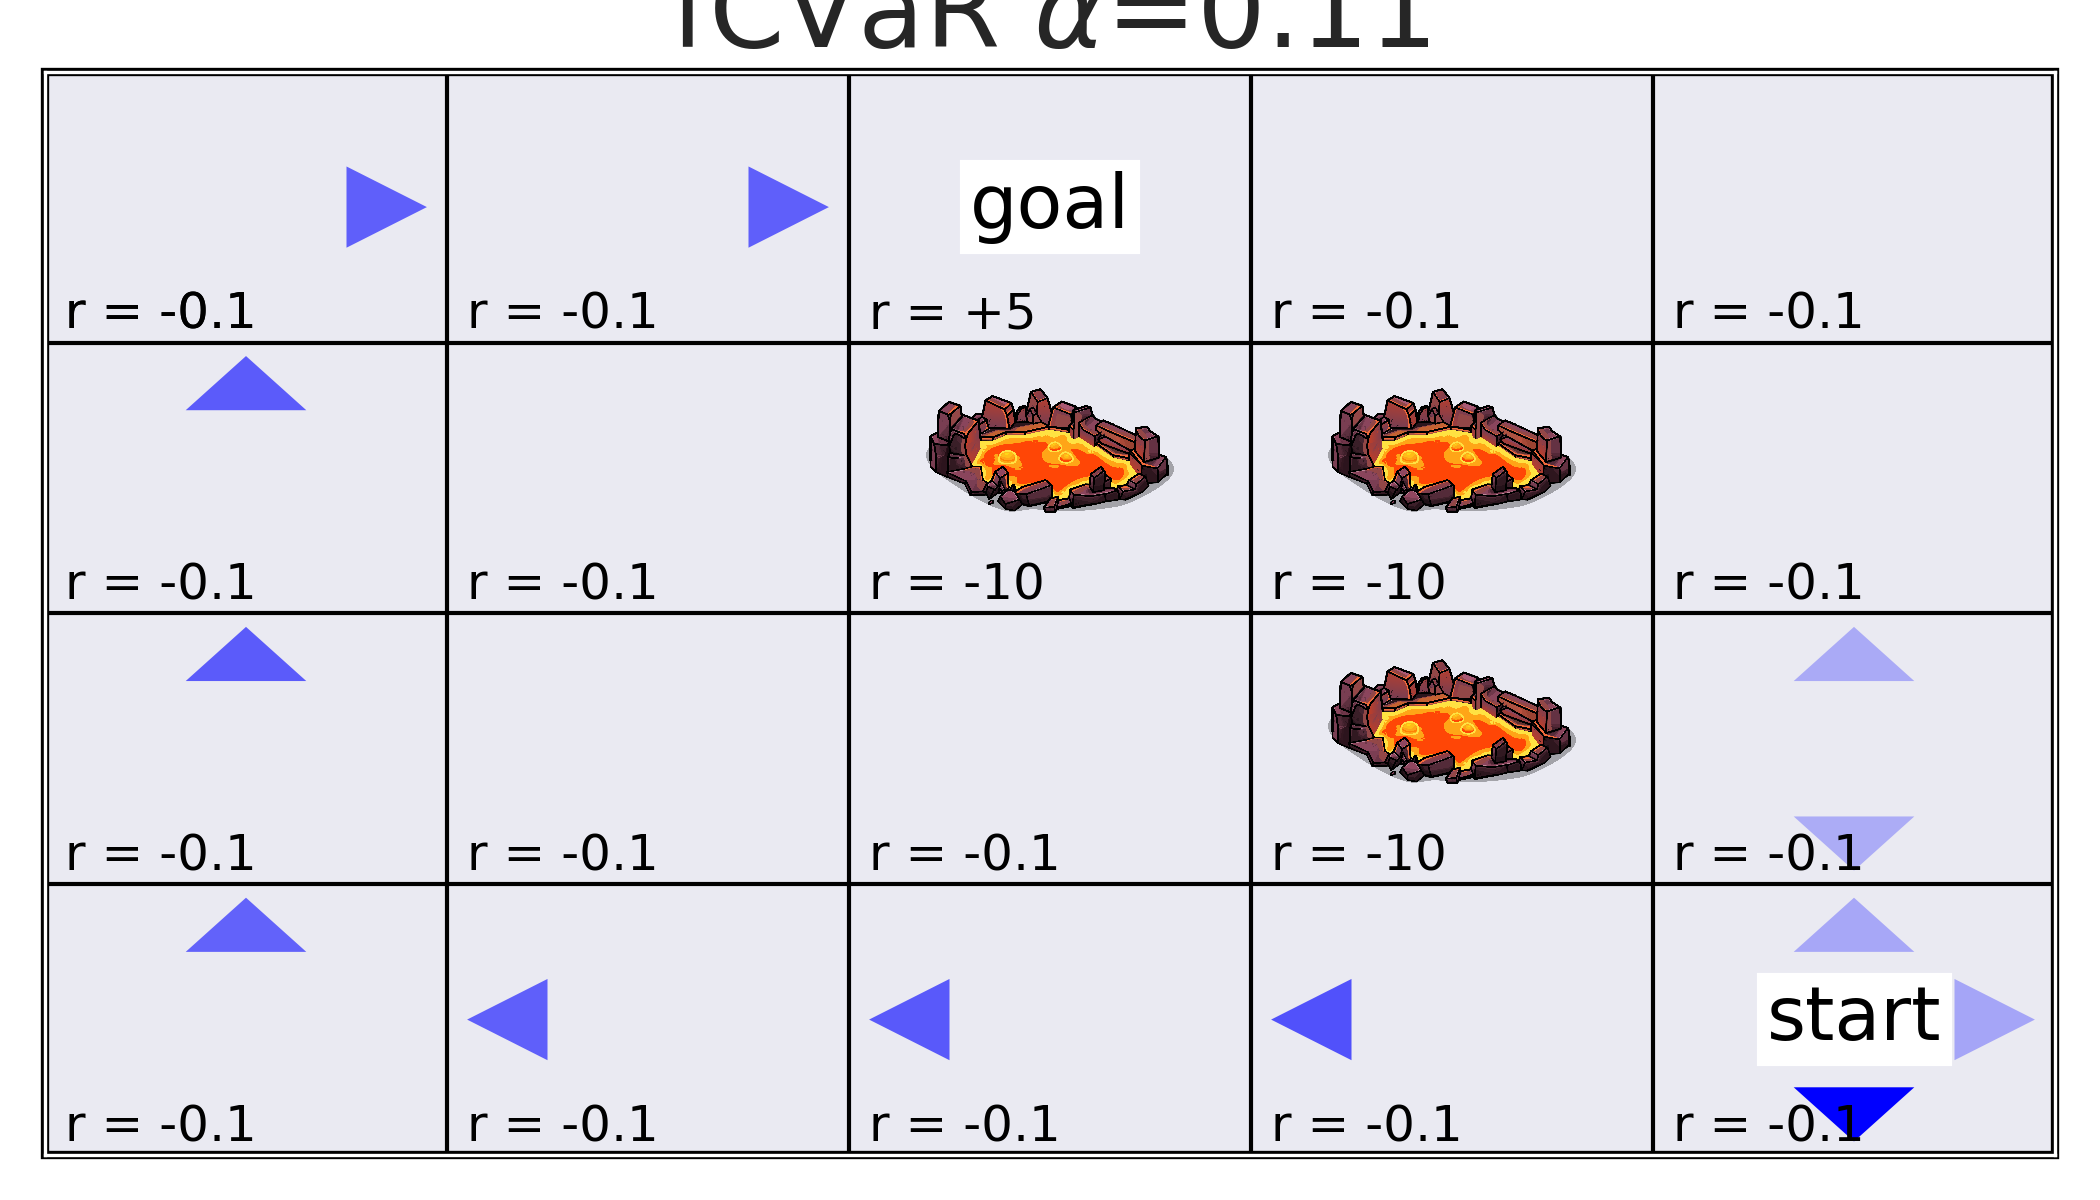 iCVaR α=0.11
goal
r = -0.1 r = -0.1 r = +5 r = -0.1 r = -0.1
r = -0.1 r = -0.1 r = -10 r = -10 r = -0.1
r = -0.1 r = -0.1 r = -0.1 r = -10 r = -0.1
start
r = -0.1 r = -0.1 r = -0.1 r = -0.1 r = -0.1